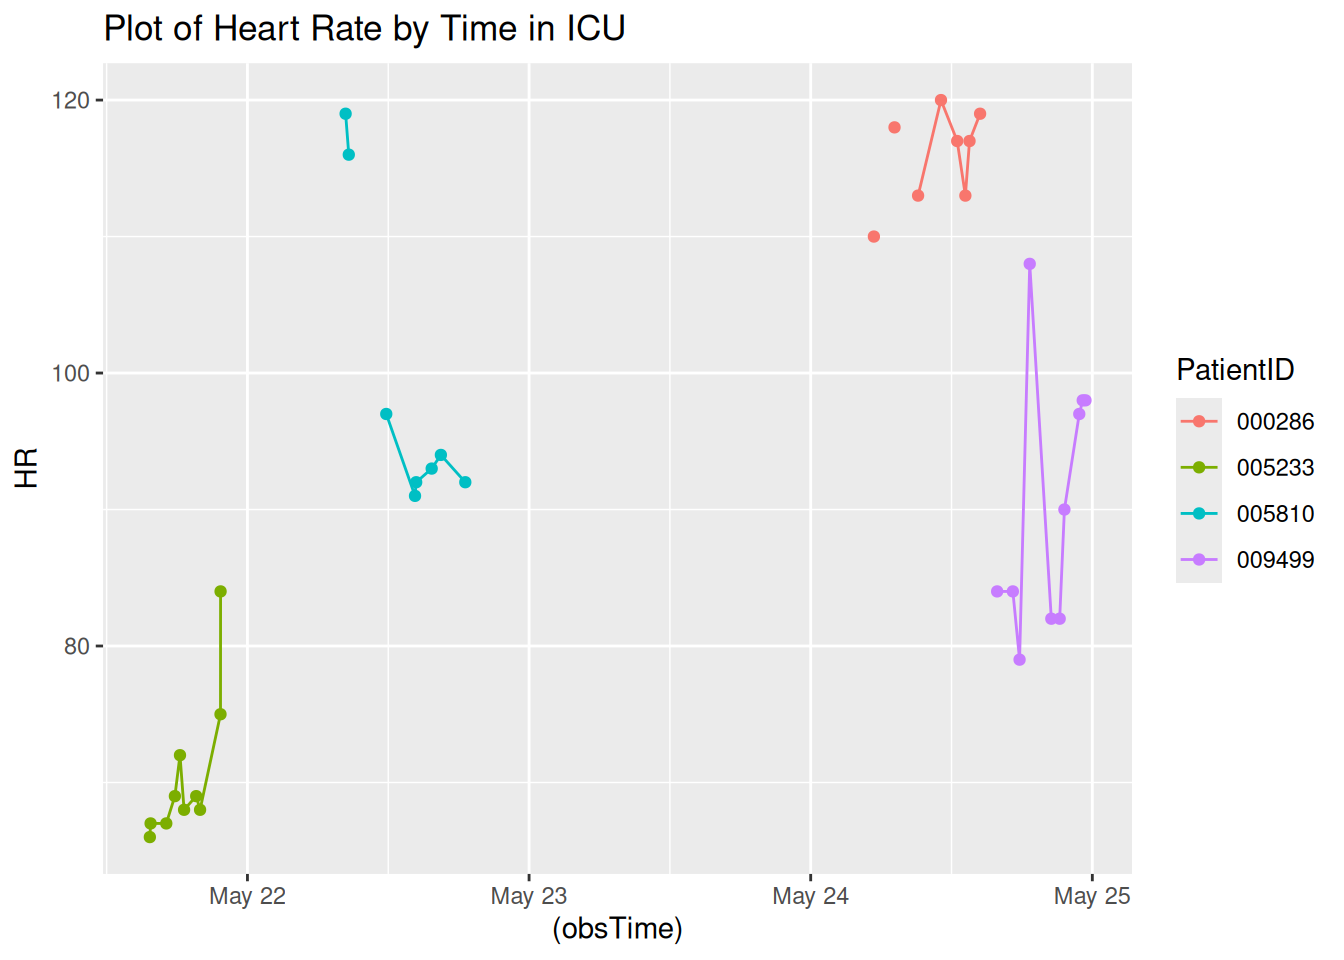 Plot of Heart Rate by Time in ICU
120
100
80
HR
May 22
May 23
May 24
May 25
(obsTime)
PatientID
000286
005233
005810
009499